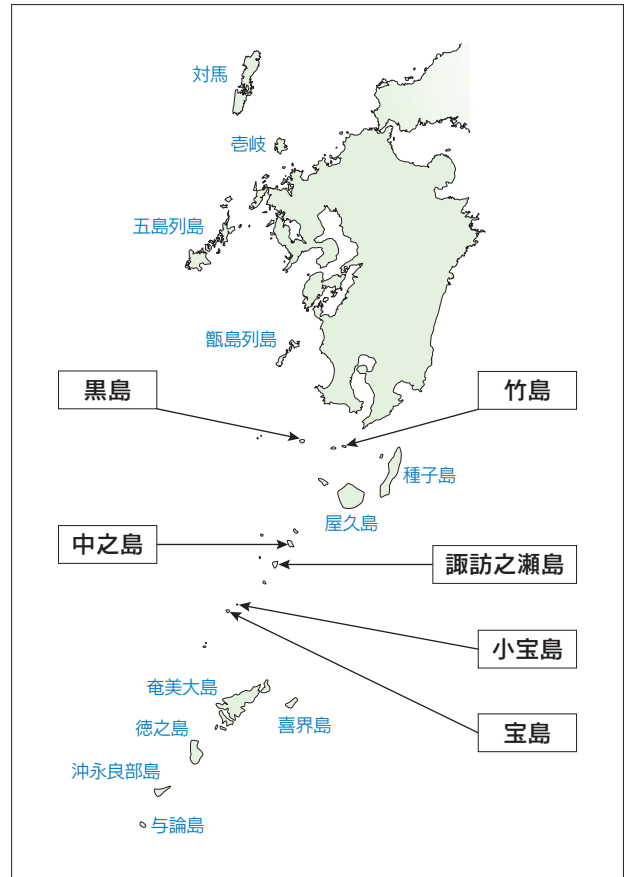 対馬
壱岐
五島列島
甑島列島
黒島
竹島
種子島
屋久島
中之島
諏訪之瀬島
小宝島
宝島
奄美大島
喜界島
徳之島
沖永良部島
与論島